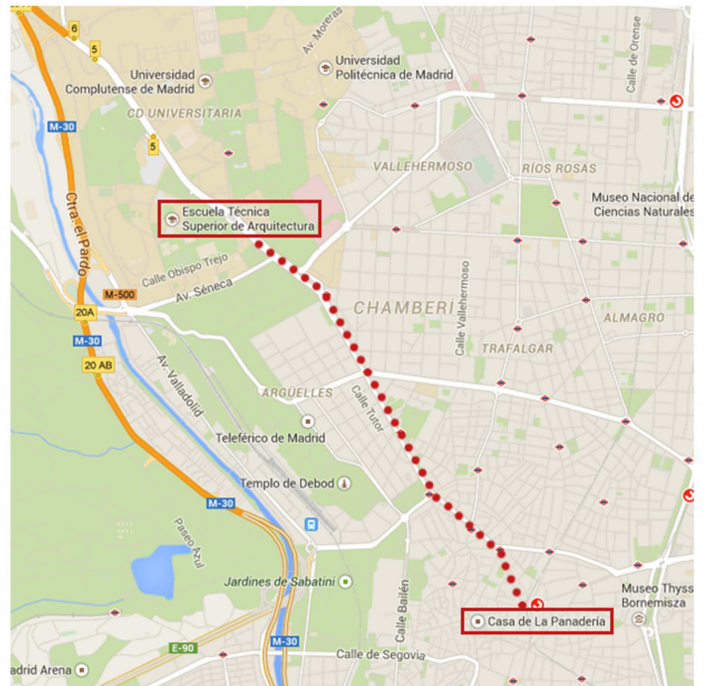 6
5
Av. Moreras
Universidad
Complutense de Madrid
Universidad
Politécnica de Madrid
Calle de Orense
CD UNIVERSITARIA
M-30
5
VALLEHERMOSO
RÍOS ROSAS
Museo Nacional de
Ciencias Naturales
Ctra. el Pardo
Escuela Técnica
Superior de Arquitectura
Calle Obispo Trejo
Av. Séneca
M-500
20A
M-30
20 AB
CHAMBERÍ
Calle Vallehermoso
ALMAGRO
TRAFALGAR
Av. Valladolid
ARGÜELLES
Calle Tutor
Teleférico de Madrid
Templo de Debod
M-30
Paseo Azul
Jardines de Sabatini
Calle Bailén
Museo Thyss
Bornemisza
Casa de La Panadería
E-90
M-30
Calle de Segovia
adrid Arena